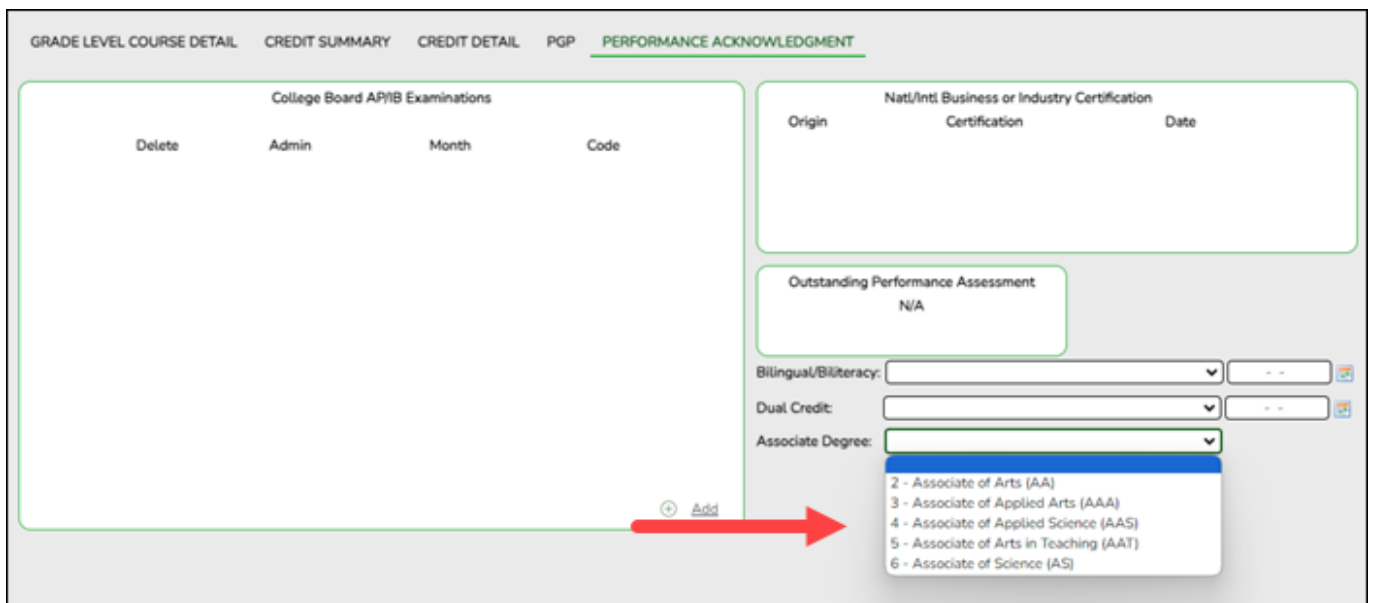 GRADE LEVEL COURSE DETAIL CREDIT SUMMARY CREDIT DETAIL PGP PERFORMANCE ACKNOWLEDGMENT
College Board AP/IB Examinations
Delete Admin Month Code
Add
Natl/Intl Business or Industry Certification
Origin Certification Date
Outstanding Performance Assessment
N/A
Bilingual/Biliteracy: - -
Dual Credit: - -
Associate Degree:
2 - Associate of Arts (AA)
3 - Associate of Applied Arts (AAA)
4 - Associate of Applied Science (AAS)
5 - Associate of Arts in Teaching (AAT)
6 - Associate of Science (AS)